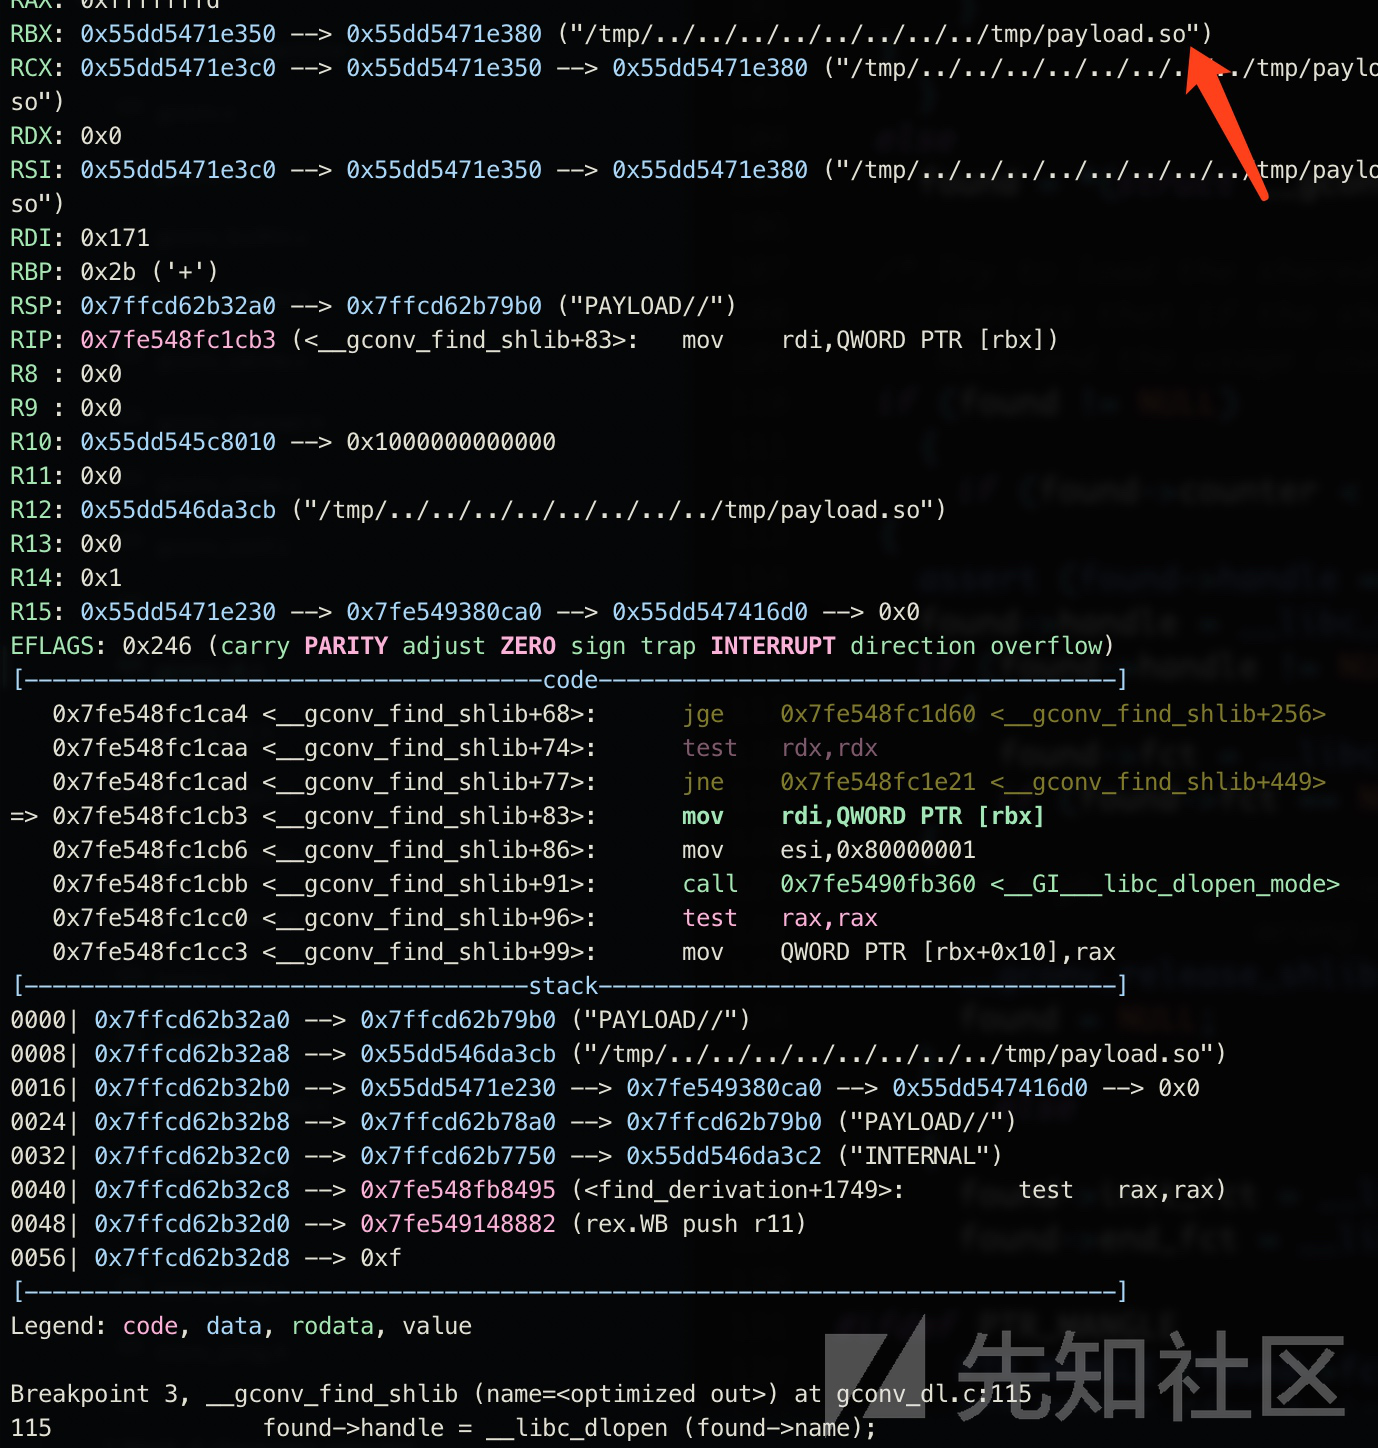 RAX: 0xfffffffd
RBX: 0x55dd5471e350 --> 0x55dd5471e380 ("/tmp/../../../../../../../../tmp/payload.so")
RCX: 0x55dd5471e3c0 --> 0x55dd5471e350 --> 0x55dd5471e380 ("/tmp/../../../../../../../../tmp/paylo
so")
RDX: 0x0
RSI: 0x55dd5471e3c0 --> 0x55dd5471e350 --> 0x55dd5471e380 ("/tmp/../../../../../../../../tmp/paylo
so")
RDI: 0x171
RBP: 0x2b ('+')
RSP: 0x7ffcd62b32a0 --> 0x7ffcd62b79b0 ("PAYLOAD//")
RIP: 0x7fe548fc1cb3 (<__gconv_find_shlib+83>: mov rdi,QWORD PTR [rbx])
R8 : 0x0
R9 : 0x0
R10: 0x55dd545c8010 --> 0x1000000000000
R11: 0x0
R12: 0x55dd546da3cb ("/tmp/../../../../../../../../tmp/payload.so")
R13: 0x0
R14: 0x1
R15: 0x55dd5471e230 --> 0x7fe549380ca0 --> 0x55dd547416d0 --> 0x0
EFLAGS: 0x246 (carry PARITY adjust ZERO sign trap INTERRUPT direction overflow)
[-------------------------------------code-------------------------------------]
0x7fe548fc1ca4 <__gconv_find_shlib+68>: jge 0x7fe548fc1d60 <__gconv_find_shlib+256>
0x7fe548fc1caa <__gconv_find_shlib+74>: test rdx,rdx
0x7fe548fc1cad <__gconv_find_shlib+77>: jne 0x7fe548fc1e21 <__gconv_find_shlib+449>
=> 0x7fe548fc1cb3 <__gconv_find_shlib+83>: mov rdi,QWORD PTR [rbx]
0x7fe548fc1cb6 <__gconv_find_shlib+86>: mov esi,0x80000001
0x7fe548fc1cbb <__gconv_find_shlib+91>: call 0x7fe5490fb360 <__GI___libc_dlopen_mode>
0x7fe548fc1cc0 <__gconv_find_shlib+96>: test rax,rax
0x7fe548fc1cc3 <__gconv_find_shlib+99>: mov QWORD PTR [rbx+0x10],rax
[------------------------------------stack-------------------------------------]
0000| 0x7ffcd62b32a0 --> 0x7ffcd62b79b0 ("PAYLOAD//")
0008| 0x7ffcd62b32a8 --> 0x55dd546da3cb ("/tmp/../../../../../../../../tmp/payload.so")
0016| 0x7ffcd62b32b0 --> 0x55dd5471e230 --> 0x7fe549380ca0 --> 0x55dd547416d0 --> 0x0
0024| 0x7ffcd62b32b8 --> 0x7ffcd62b78a0 --> 0x7ffcd62b79b0 ("PAYLOAD//")
0032| 0x7ffcd62b32c0 --> 0x7ffcd62b7750 --> 0x55dd546da3c2 ("INTERNAL")
0040| 0x7ffcd62b32c8 --> 0x7fe548fb8495 (<find_derivation+1749>: test rax,rax)
0048| 0x7ffcd62b32d0 --> 0x7fe549148882 (rex.WB push r11)
0056| 0x7ffcd62b32d8 --> 0xf
[------------------------------------------------------------------------------]
Legend: code, data, rodata, value
Breakpoint 3, __gconv_find_shlib (name=<optimized out>) at gconv_dl.c:115
115 found->handle = __libc_dlopen (found->name);
先知社区